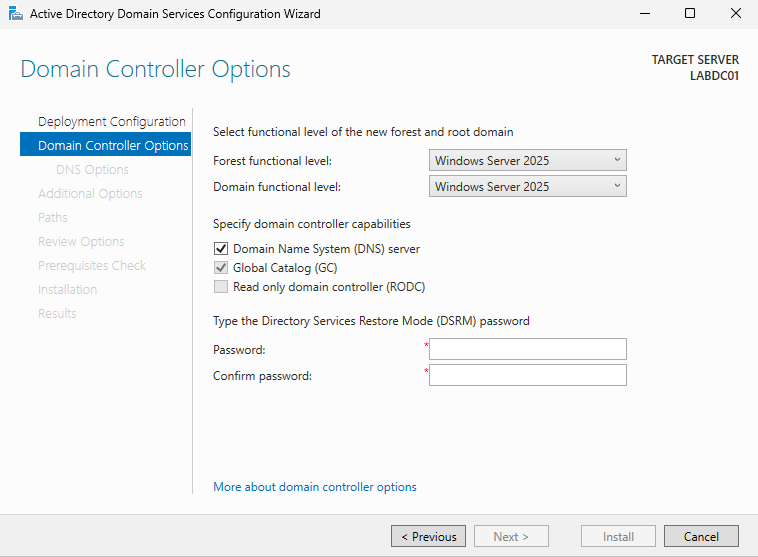 Active Directory Domain Services Configuration Wizard
Domain Controller Options
TARGET SERVER
LABDC01
Deployment Configuration
Domain Controller Options
DNS Options
Additional Options
Paths
Review Options
Prerequisites Check
Installation
Results
Select functional level of the new forest and root domain
Forest functional level: Windows Server 2025
Domain functional level: Windows Server 2025
Specify domain controller capabilities
Domain Name System (DNS) server
Global Catalog (GC)
Read only domain controller (RODC)
Type the Directory Services Restore Mode (DSRM) password
Password: *
Confirm password: *
More about domain controller options
< Previous Next > Install Cancel